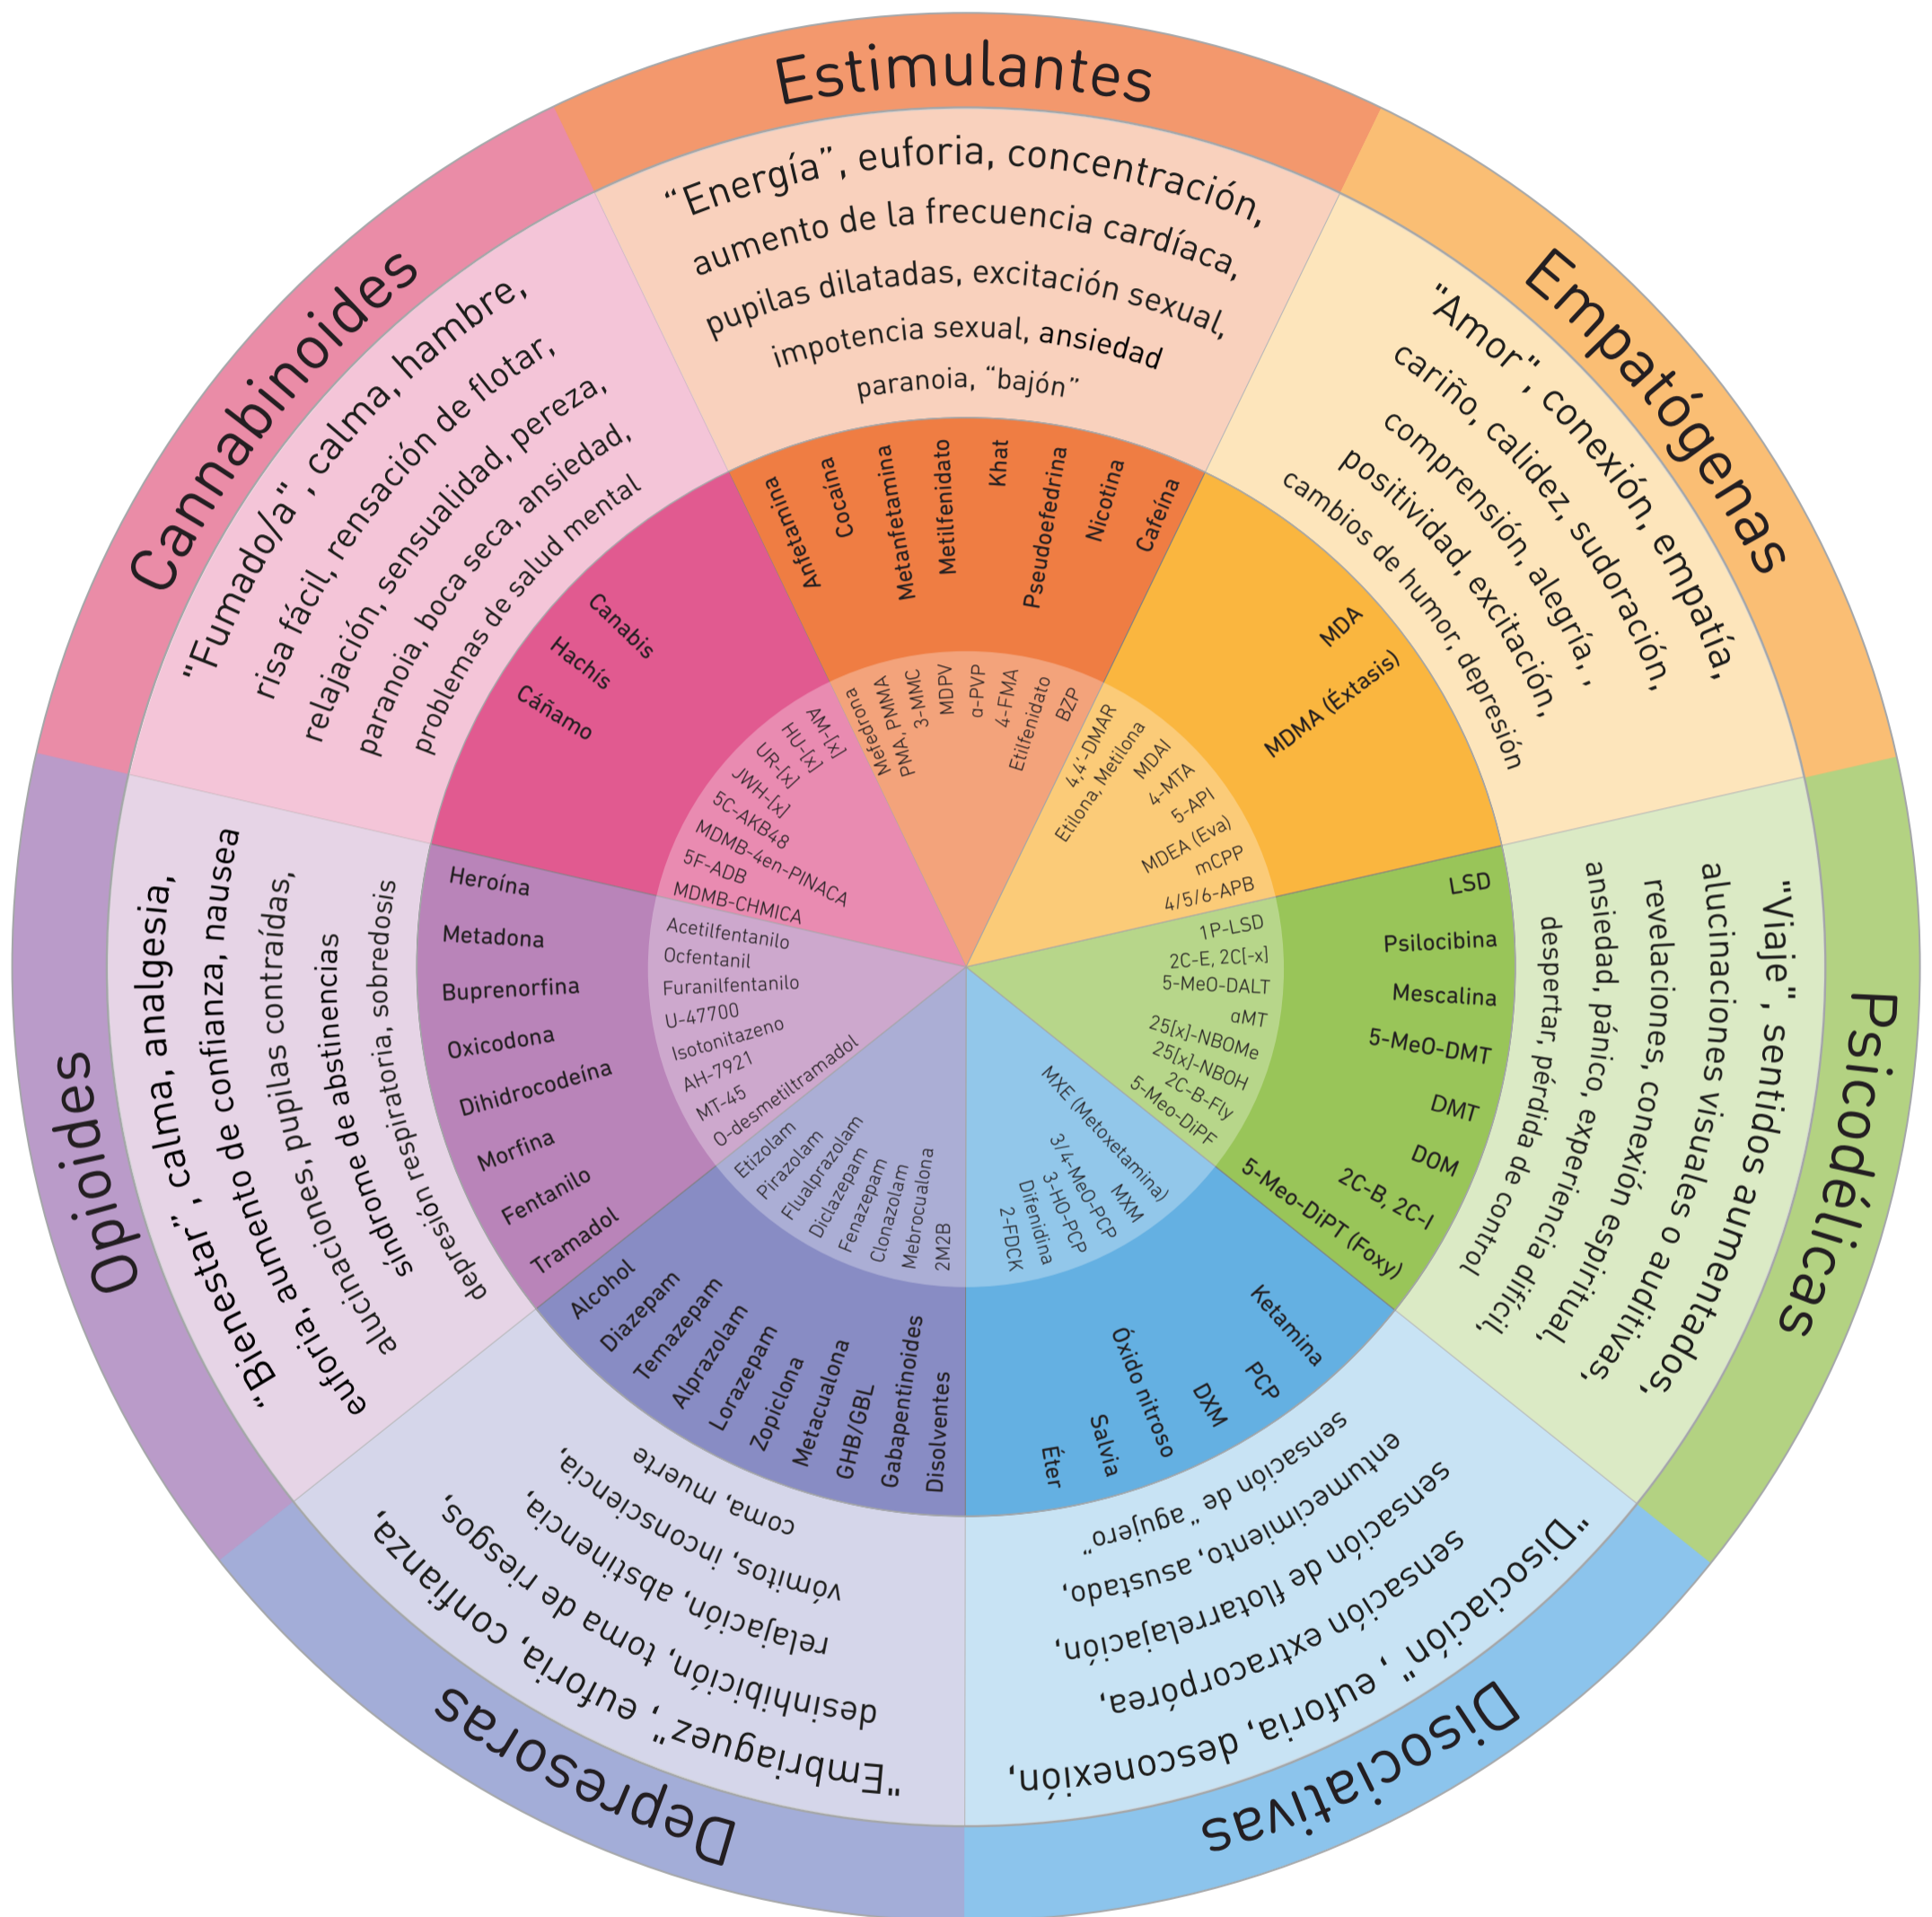 Estimulantes
“Energía”, euforia, concentración,
aumento de la frecuencia cardíaca,
pupilas dilatadas, excitación sexual,
impotencia sexual, ansiedad
paranoia, “bajón”
Anfetamina
Cocaína
Metanfetamina
Metilfenidato
Khat
Pseudoefedrina
Nicotina
Cafeína
Mefedrona
PMA, PMMA
3-MMC
MDPV
α-PVP
4-FMA
Etilfenidato
BZP
Empatógenas
"Amor", conexión, empatía,
cariño, calidez, sudoración,
comprensión, alegría, ,
positividad, excitación,
cambios de humor, depresión
MDA
MDMA (Éxtasis)
4,4'-DMAR
Etilona, Metilona
MDAI
4-MTA
5-API
MDEA (Eva)
mCPP
4/5/6-APB
Psicodélicas
"Viaje", sentidos aumentados,
alucinaciones visuales o auditivas,
revelaciones, conexión espiritual,
ansiedad, pánico, experiencia difícil,
despertar, pérdida de control
LSD
Psilocibina
Mescalina
5-MeO-DMT
DMT
DOM
2C-B, 2C-I
5-Meo-DiPT (Foxy)
1P-LSD
2C-E, 2C[-x]
5-MeO-DALT
αMT
25[x]-NBOMe
25[x]-NBOH
2C-B-Fly
5-Meo-DiPF
Disociativas
"Disociación", euforia, desconexión,
sensación extracorpórea,
sensación de flotarrelajación,
entumecimiento, asustado,
sensación de “agujero”
Ketamina
PCP
DXM
Óxido nitroso
Salvia
Éter
MXE (Metoxetamina)
MXM
3/4-MeO-PCP
3-HO-PCP
Difenidina
2-FDCK
Depresoras
"Embriaguez", euforia, confianza,
desinhibición, toma de riesgos,
relajación, abstinencia,
vómitos, inconsciencia,
coma, muerte
Alcohol
Diazepam
Temazepam
Alprazolam
Lorazepam
Zopiclona
Metacualona
GHB/GBL
Gabapentinoides
Disolventes
Etizolam
Pirazolam
Flualprazolam
Diclazepam
Fenazepam
Clonazolam
Mebrocualona
2M2B
Opioides
"Bienestar", calma, analgesia,
euforia, aumento de confianza, nausea
alucinaciones, pupilas contraídas,
síndrome de abstinencias
depresión respiratoria, sobredosis
Heroína
Metadona
Buprenorfina
Oxicodona
Dihidrocodeína
Morfina
Fentanilo
Tramadol
Acetilfentanilo
Ocfentanil
Furanilfentanilo
U-47700
Isotonitazeno
AH-7921
MT-45
O-desmetiltramadol
Cannabinoides
"Fumado/a", calma, hambre,
risa fácil, rensación de flotar,
relajación, sensualidad, pereza,
paranoia, boca seca, ansiedad,
problemas de salud mental
Canabis
Hachís
Cáñamo
AM-[x]
HU-[x]
UR-[x]
JWH-[x]
5C-AKB48
MDMB-4en-PINACA
5F-ADB
MDMB-CHMICA